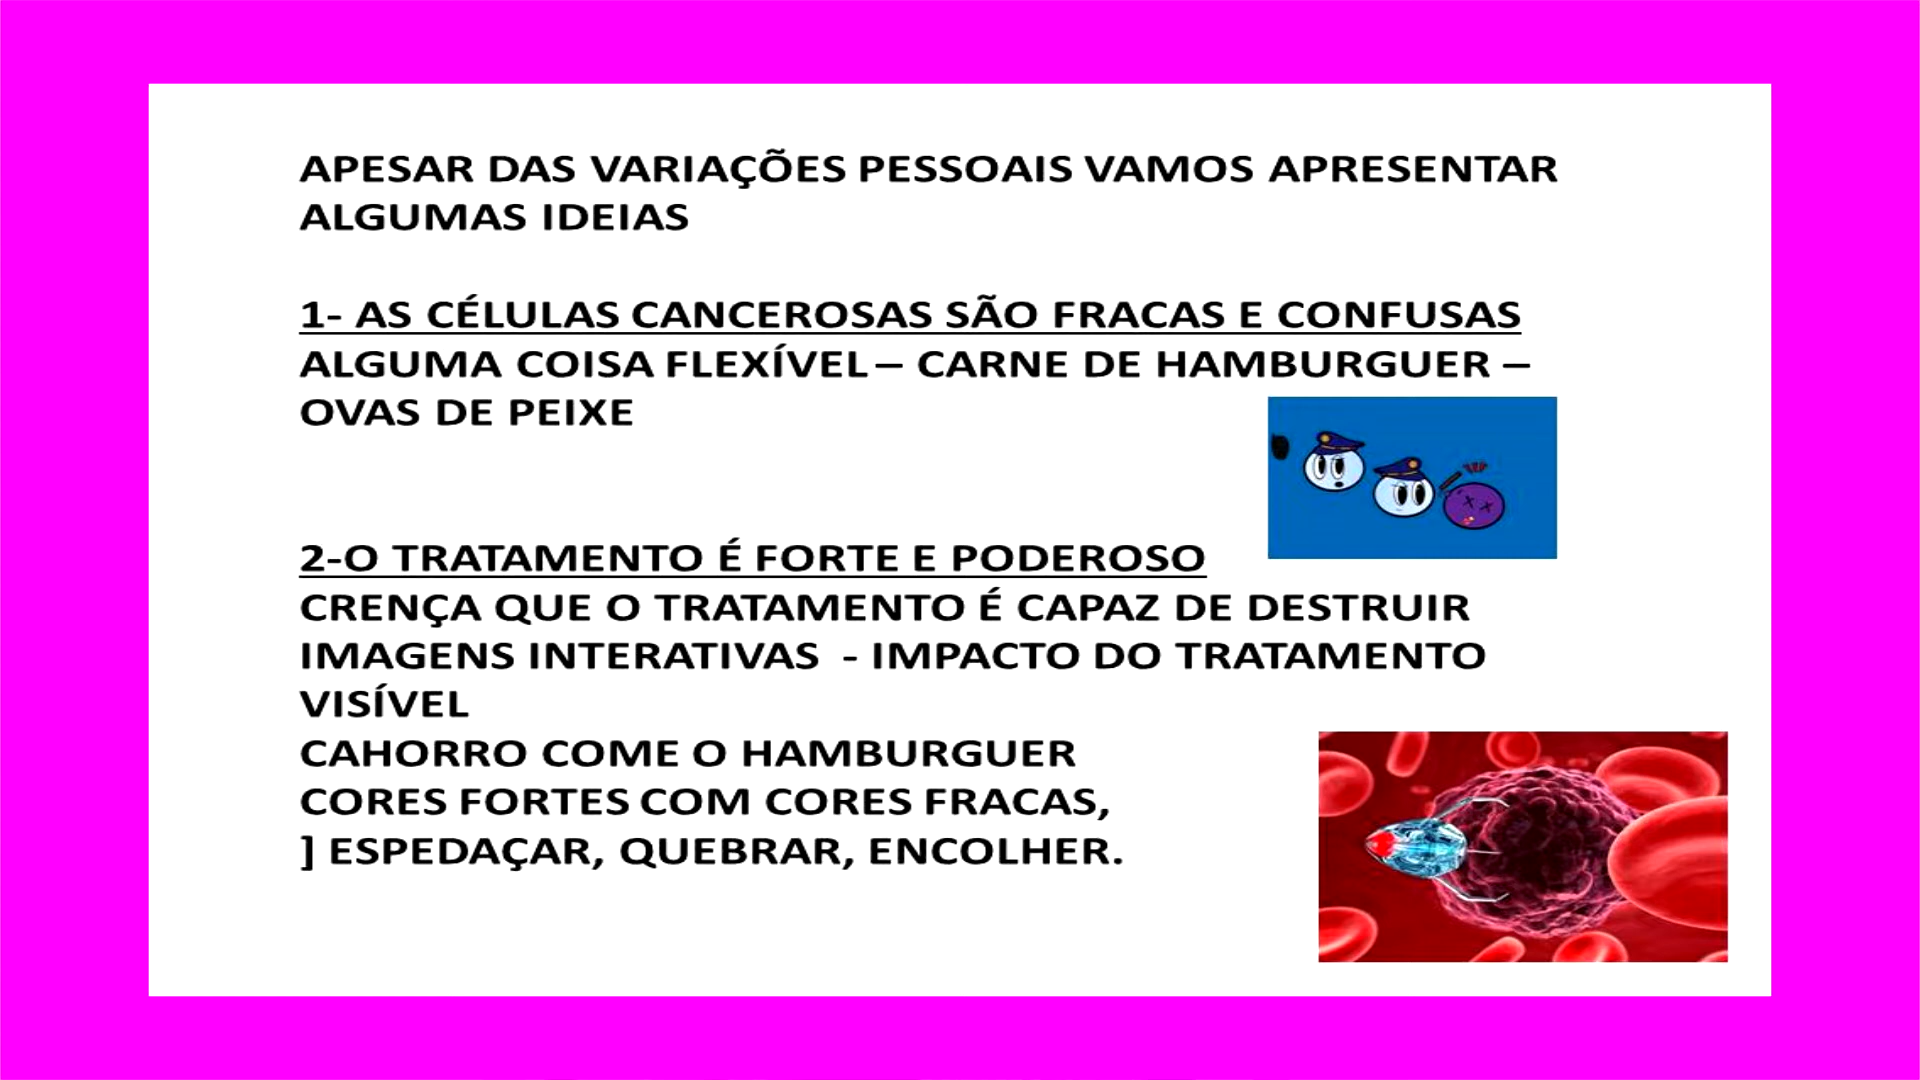 APESAR DAS VARIAÇÕES PESSOAIS VAMOS APRESENTAR
ALGUMAS IDEIAS
1- AS CÉLULAS CANCEROSAS SÃO FRACAS E CONFUSAS
ALGUMA COISA FLEXÍVEL – CARNE DE HAMBURGUER –
OVAS DE PEIXE
2-O TRATAMENTO É FORTE E PODEROSO
CRENÇA QUE O TRATAMENTO É CAPAZ DE DESTRUIR
IMAGENS INTERATIVAS - IMPACTO DO TRATAMENTO
VISÍVEL
CAHORRO COME O HAMBURGUER
CORES FORTES COM CORES FRACAS,
] ESPEDAÇAR, QUEBRAR, ENCOLHER.